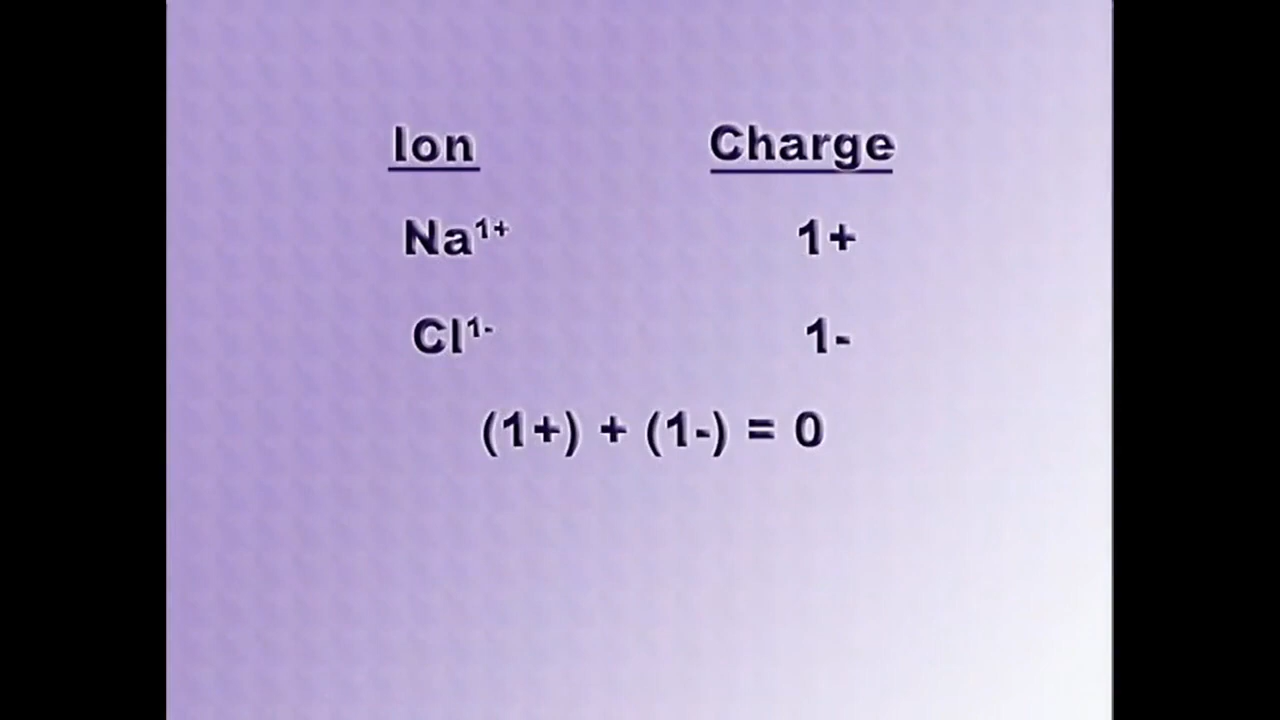 Ion Charge
Na¹⁺ 1+
Cl¹⁻ 1-
(1+) + (1-) = 0